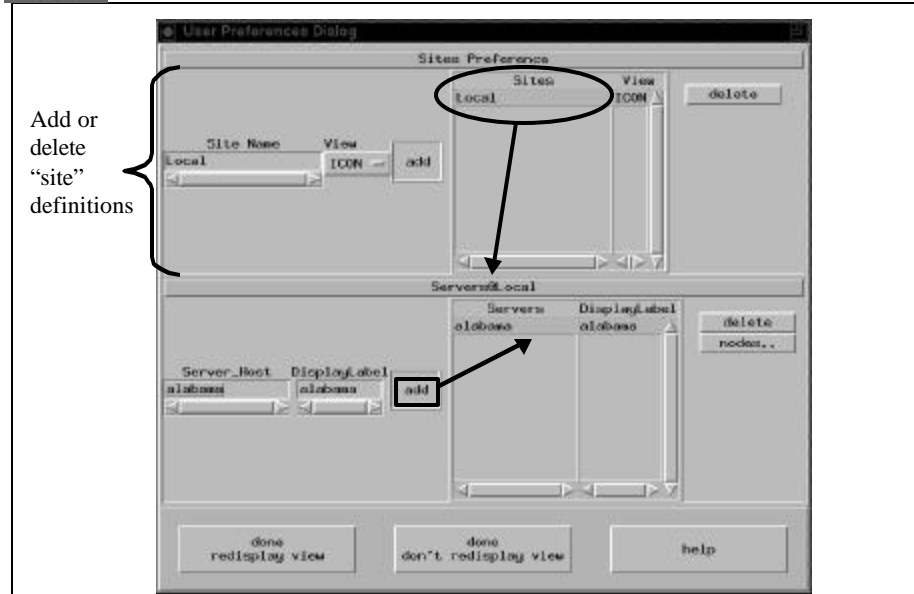 User Preferences Dialog
Sites Preference
Sites View
Local ICON
delete
Add or
delete
“site”
definitions
Site Name View
Local ICON add
Servers@Local
Servers DisplayLabel
alabama alabama
delete
nodes..
Server_Host DisplayLabel
alabama alabama add
done
redisplay view
done
don't redisplay view
help